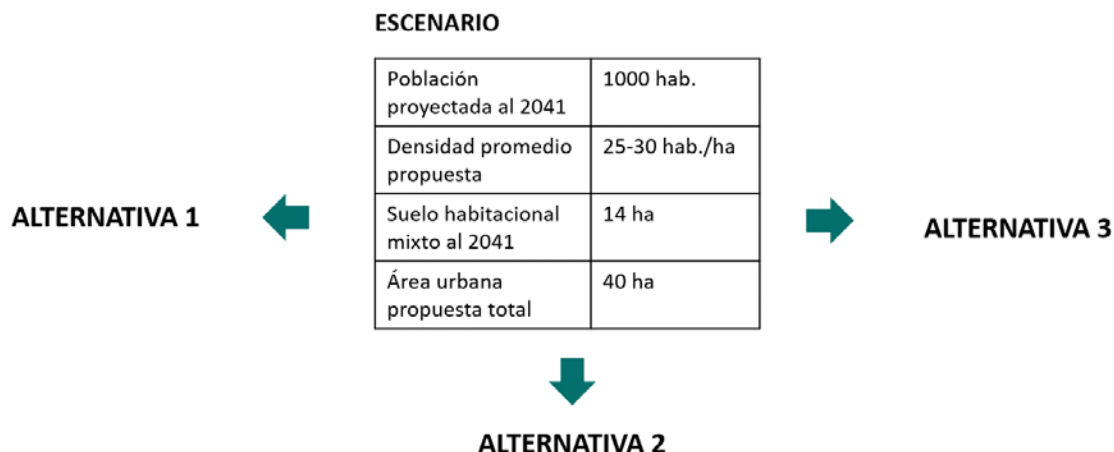 ESCENARIO
Población
proyectada al 2041
1000 hab.
Densidad promedio
propuesta
25-30 hab./ha
Suelo habitacional
mixto al 2041
14 ha
Área urbana
propuesta total
40 ha
ALTERNATIVA 1
ALTERNATIVA 3
ALTERNATIVA 2